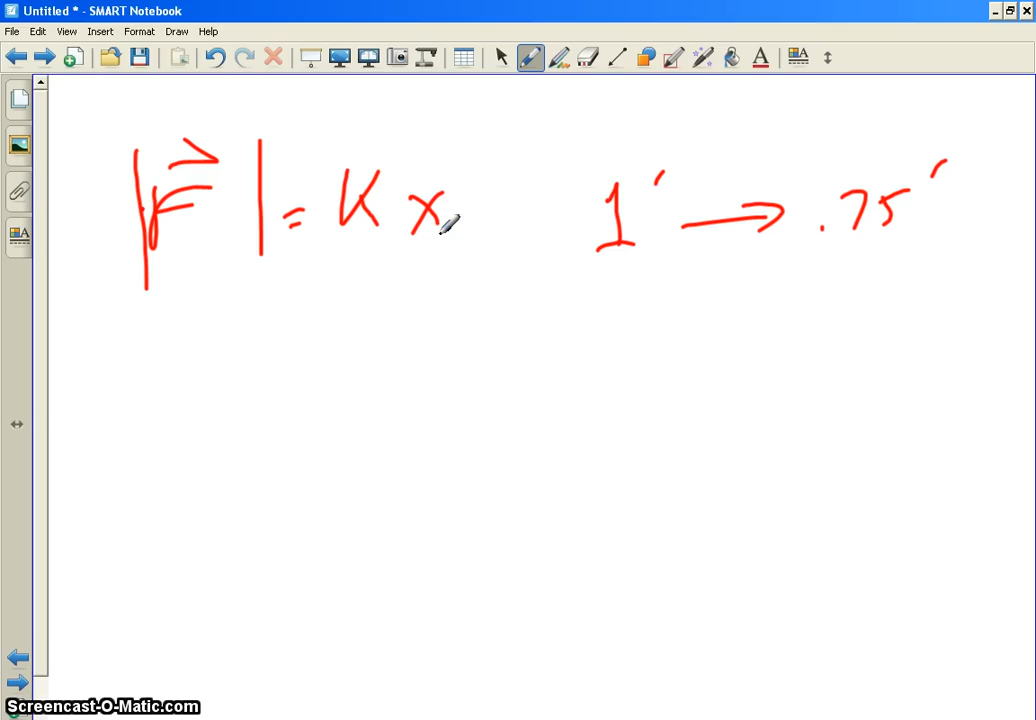 Untitled * - SMART Notebook
File Edit View Insert Format Draw Help
|F⃗| = Kx 1' → .75'
Screencast-O-Matic.com